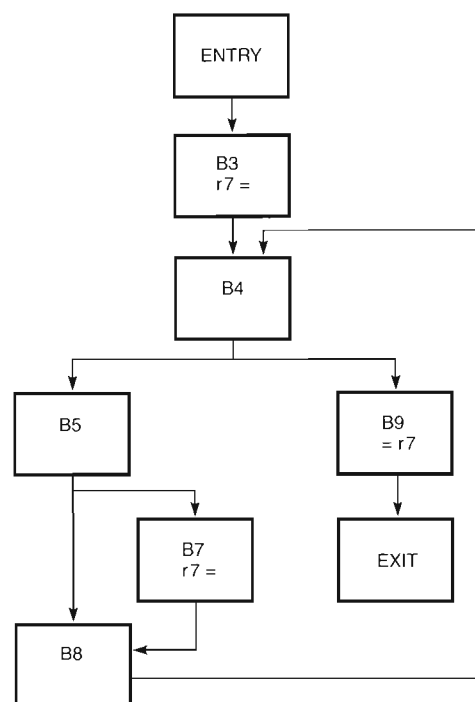 ENTRY
B3
r7 =
B4
B5
B9
= r7
B7
r7 =
EXIT
B8